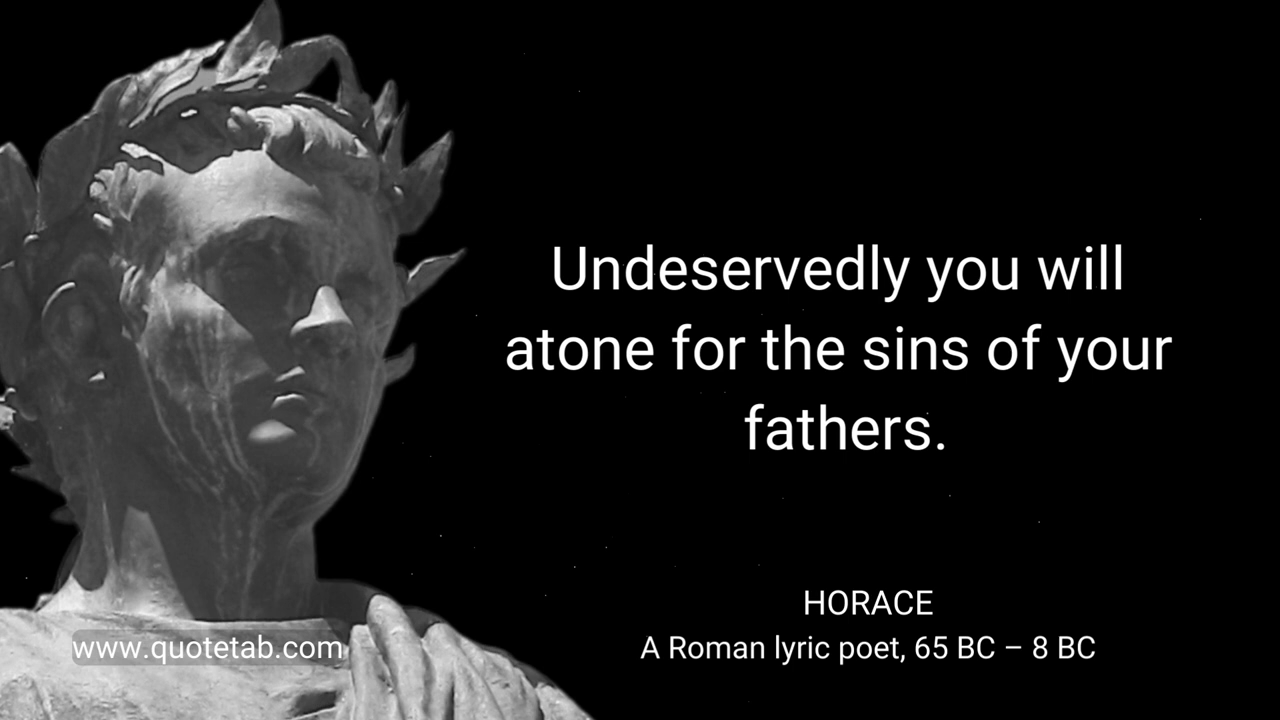 Undeservedly you will
atone for the sins of your
fathers.
HORACE
A Roman lyric poet, 65 BC – 8 BC
www.quotetab.com